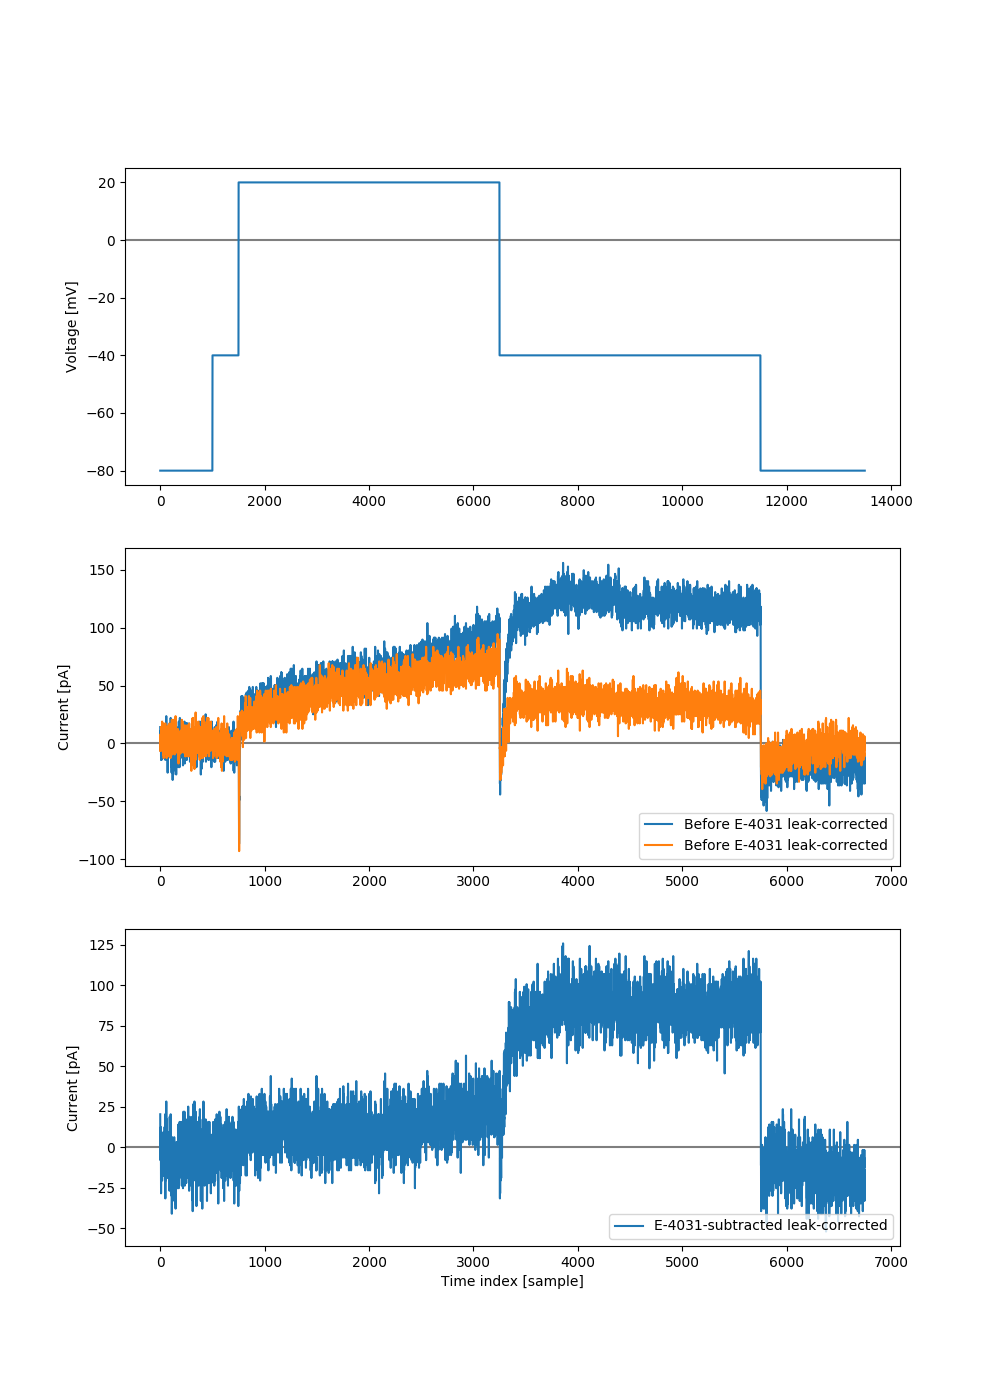 20
0
−20
−40
−60
−80
Voltage [mV]
0 2000 4000 6000 8000 10000 12000 14000
150
100
50
0
−50
−100
Current [pA]
Before E-4031 leak-corrected
Before E-4031 leak-corrected
0 1000 2000 3000 4000 5000 6000 7000
125
100
75
50
25
0
−25
−50
Current [pA]
E-4031-subtracted leak-corrected
0 1000 2000 3000 4000 5000 6000 7000
Time index [sample]